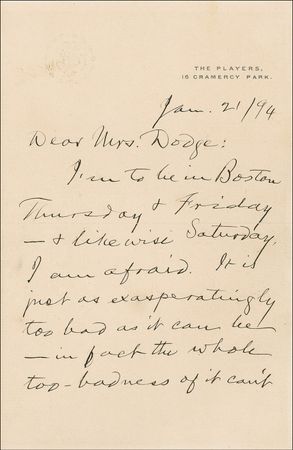 THE PLAYERS,
16 GRAMERCY PARK.
Jan. 21/94
Dear Mrs. Dodge:
I'm to be in Boston
Thursday & Friday
— & likewise Saturday,
I am afraid. It is
just as exasperatingly
too bad as it can be
— in fact the whole
too-badness of it can't